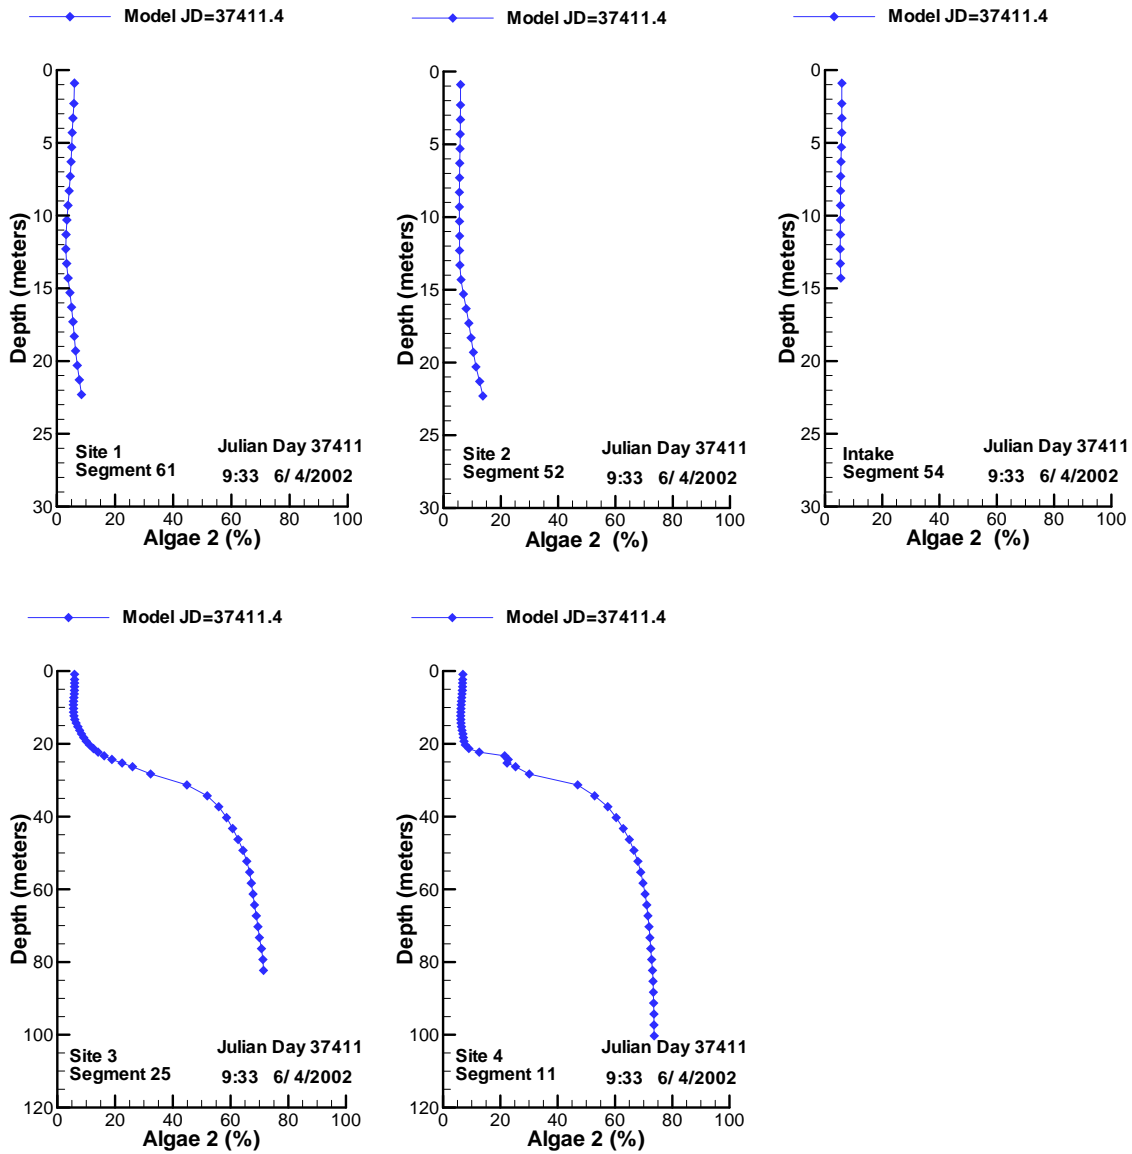 Model JD=37411.4
0
5
10
15
20
25
30
Depth (meters)
Site 1
Segment 61
Julian Day 37411
9:33 6/ 4/2002
0 20 40 60 80 100
Algae 2 (%)
Model JD=37411.4
0
5
10
15
20
25
30
Depth (meters)
Site 2
Segment 52
Julian Day 37411
9:33 6/ 4/2002
0 20 40 60 80 100
Algae 2 (%)
Model JD=37411.4
0
5
10
15
20
25
30
Depth (meters)
Intake
Segment 54
Julian Day 37411
9:33 6/ 4/2002
0 20 40 60 80 100
Algae 2 (%)
Model JD=37411.4
0
20
40
60
80
100
120
Depth (meters)
Site 3
Segment 25
Julian Day 37411
9:33 6/ 4/2002
0 20 40 60 80 100
Algae 2 (%)
Model JD=37411.4
0
20
40
60
80
100
120
Depth (meters)
Site 4
Segment 11
Julian Day 37411
9:33 6/ 4/2002
0 20 40 60 80 100
Algae 2 (%)